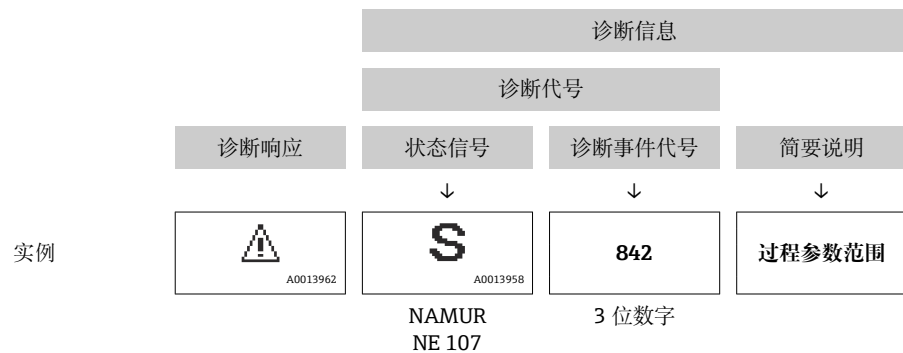 诊断信息
诊断代号
诊断响应 状态信号 诊断事件代号 简要说明
↓ ↓ ↓
实例 S 842 过程参数范围
A0013962 A0013958
NAMUR 3 位数字
NE 107